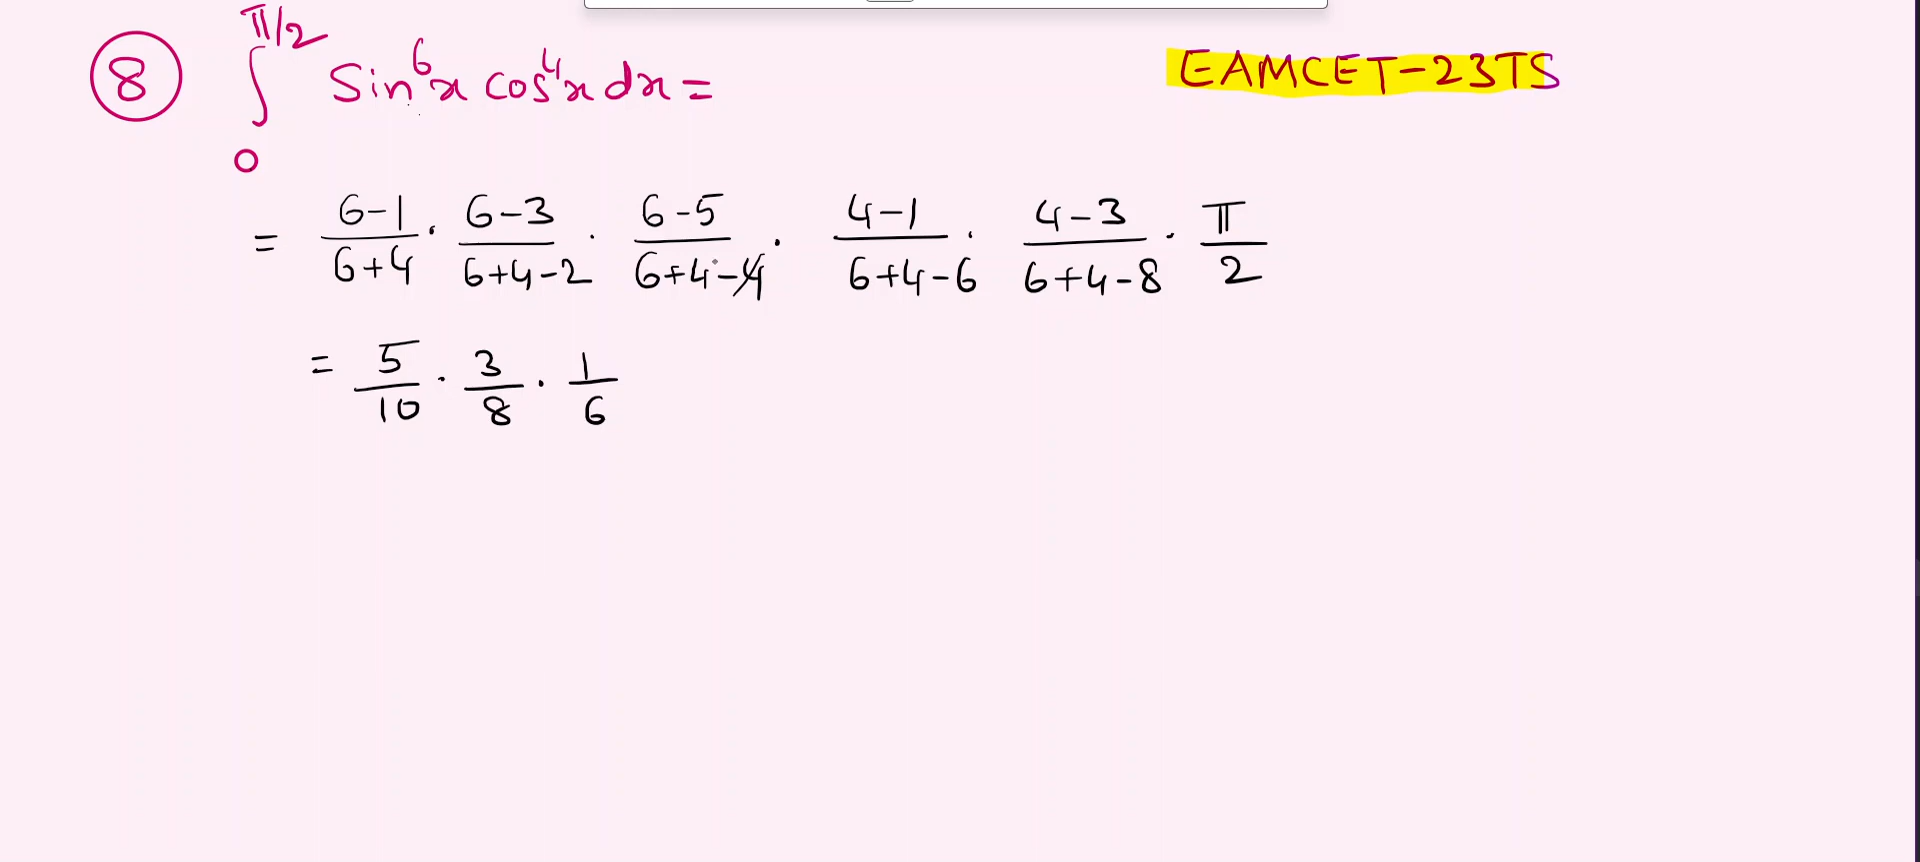 ⑧ ∫₀^{π/2} Sin⁶x cos⁴x dx =
EAMCET-23TS
= (6-1)/(6+4) · (6-3)/(6+4-2) · (6-5)/(6+4-4) · (4-1)/(6+4-6) · (4-3)/(6+4-8) · π/2
= 5/10 · 3/8 · 1/6